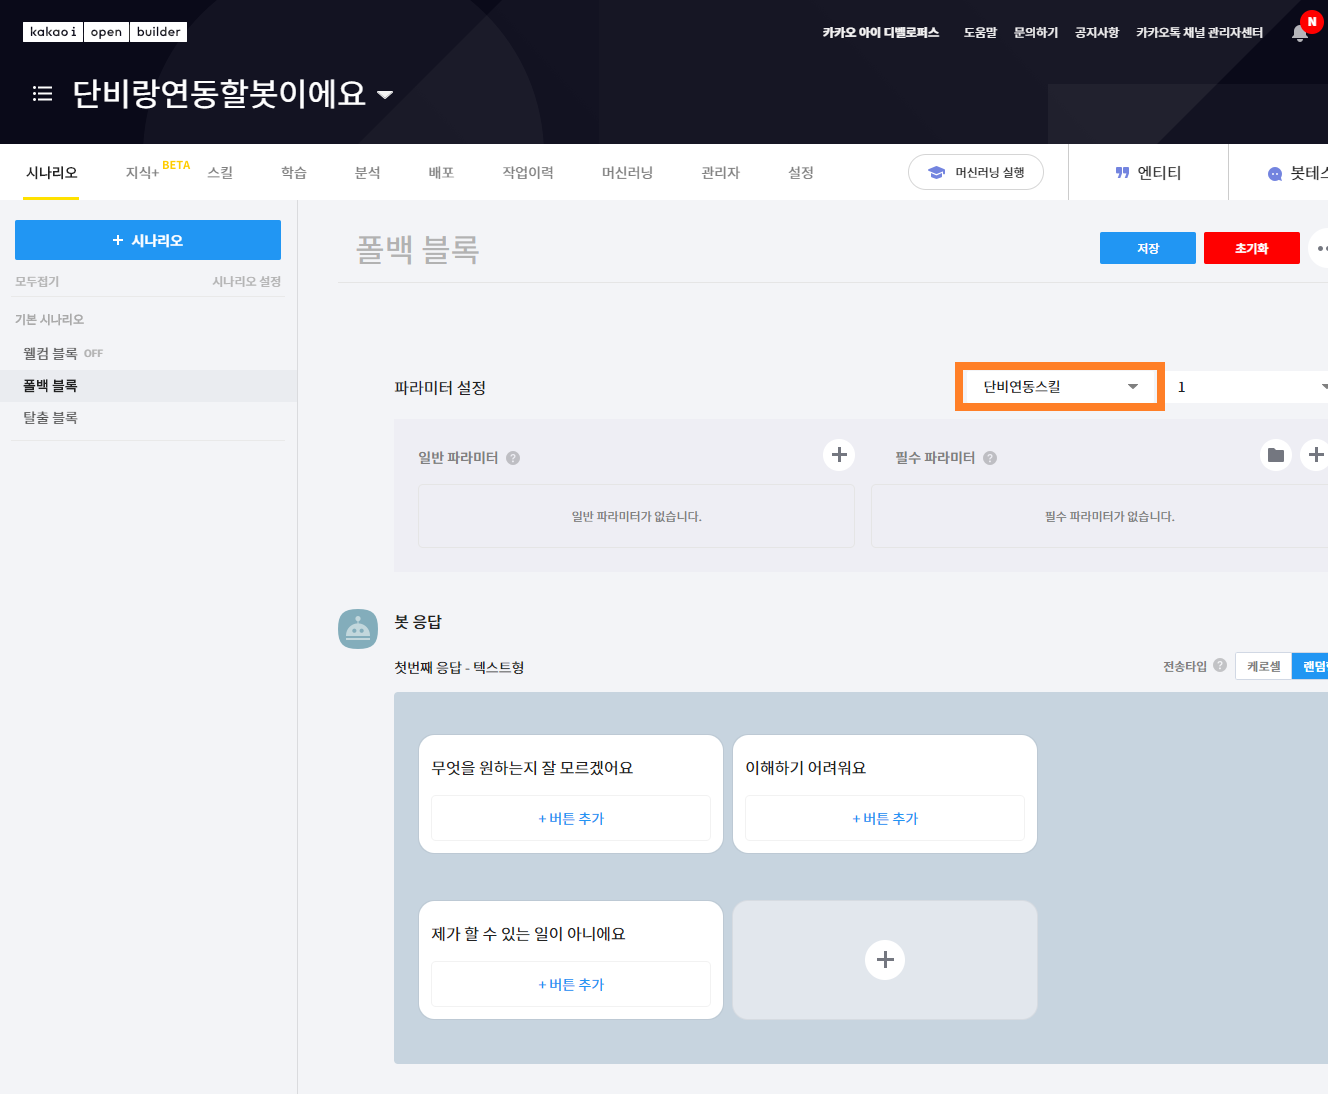 kakao i open builder
카카오 아이 디벨로퍼스 도움말 문의하기 공지사항 카카오톡 채널 관리자센터 N
단비랑연동할봇이에요
시나리오 지식+ BETA 스킬 학습 분석 배포 작업이력 머신러닝 관리자 설정 머신러닝 실행 엔티티 봇테스
+ 시나리오
모두접기 시나리오 설정
기본 시나리오
웰컴 블록 OFF
폴백 블록
탈출 블록
폴백 블록 저장 초기화
파라미터 설정 단비연동스킬 1
일반 파라미터 ? 필수 파라미터 ?
일반 파라미터가 없습니다. 필수 파라미터가 없습니다.
봇 응답
첫번째 응답 - 텍스트형 전송타입 ? 케로셀 랜덤
무엇을 원하는지 잘 모르겠어요 이해하기 어려워요
+ 버튼 추가 + 버튼 추가
제가 할 수 있는 일이 아니에요
+ 버튼 추가